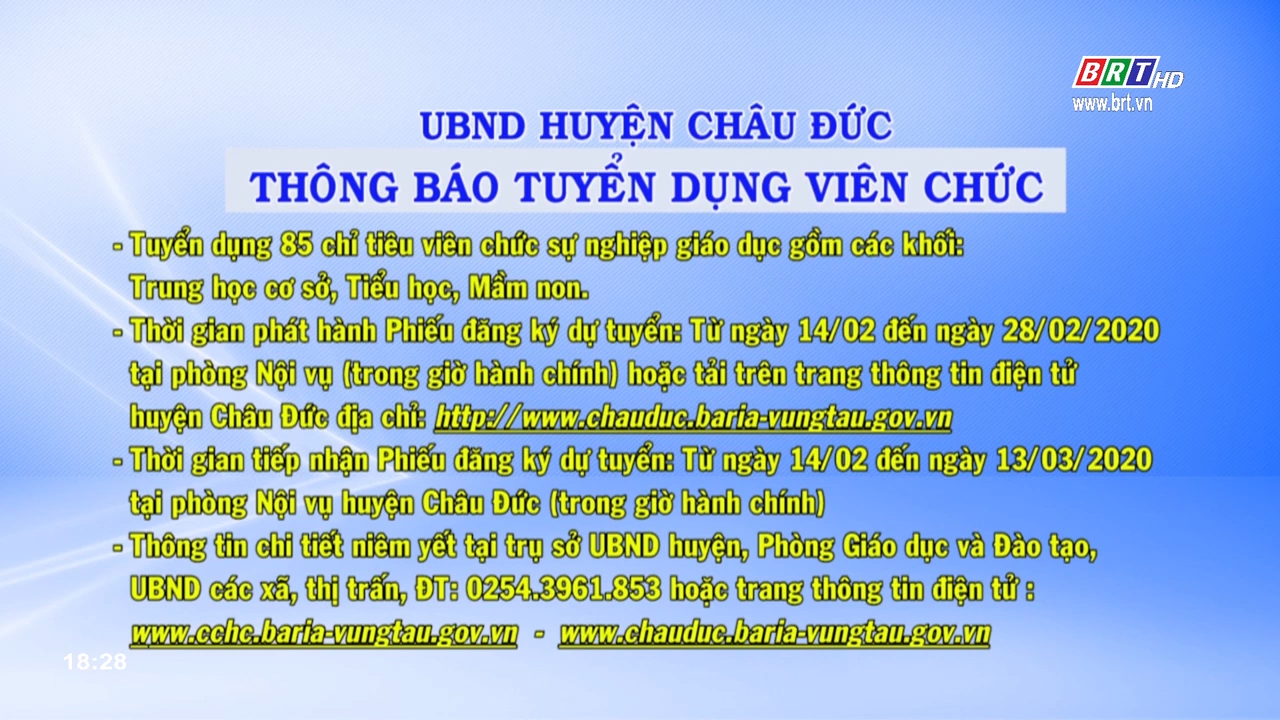 BRT HD
www.brt.vn
UBND HUYỆN CHÂU ĐỨC
THÔNG BÁO TUYỂN DỤNG VIÊN CHỨC
- Tuyển dụng 85 chỉ tiêu viên chức sự nghiệp giáo dục gồm các khối:
Trung học cơ sở, Tiểu học, Mầm non.
- Thời gian phát hành Phiếu đăng ký dự tuyển: Từ ngày 14/02 đến ngày 28/02/2020
tại phòng Nội vụ (trong giờ hành chính) hoặc tải trên trang thông tin điện tử
huyện Châu Đức địa chỉ: http://www.chauduc.baria-vungtau.gov.vn
- Thời gian tiếp nhận Phiếu đăng ký dự tuyển: Từ ngày 14/02 đến ngày 13/03/2020
tại phòng Nội vụ huyện Châu Đức (trong giờ hành chính)
- Thông tin chi tiết niêm yết tại trụ sở UBND huyện, Phòng Giáo dục và Đào tạo,
UBND các xã, thị trấn, ĐT: 0254.3961.853 hoặc trang thông tin điện tử :
www.cchc.baria-vungtau.gov.vn - www.chauduc.baria-vungtau.gov.vn
18:28